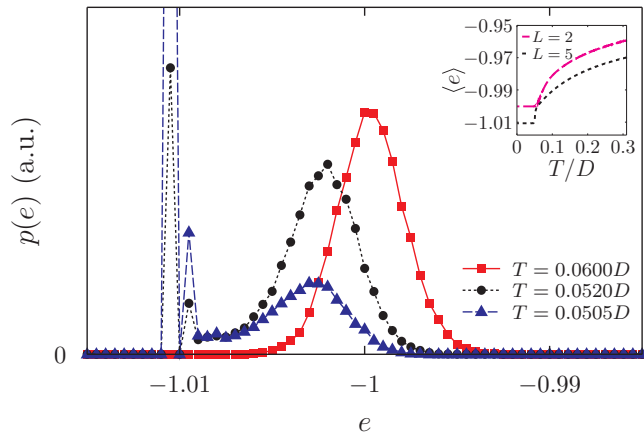 −0.95
−0.97
−0.99
−1.01
⟨e⟩
L = 2
L = 5
0
0.1
0.2
0.3
T/D
p(e) (a.u.)
T = 0.0600D
T = 0.0520D
T = 0.0505D
0
−1.01
−1
−0.99
e